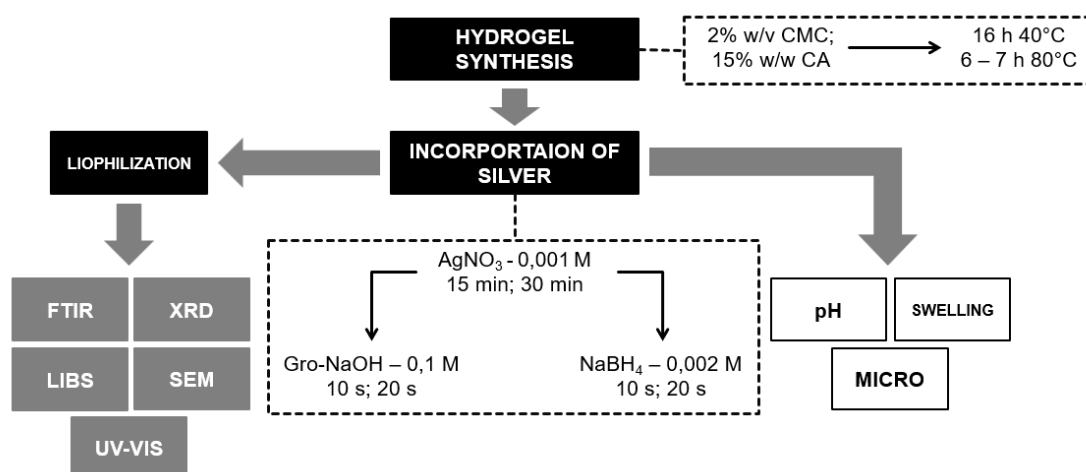 HYDROGEL
SYNTHESIS
2% w/v CMC;
15% w/w CA
16 h 40°C
6 – 7 h 80°C
LIOPHILIZATION
INCORPORTAION OF
SILVER
AgNO₃ - 0,001 M
15 min; 30 min
Gro-NaOH – 0,1 M
10 s; 20 s
NaBH₄ – 0,002 M
10 s; 20 s
FTIR
XRD
LIBS
SEM
UV-VIS
pH
SWELLING
MICRO